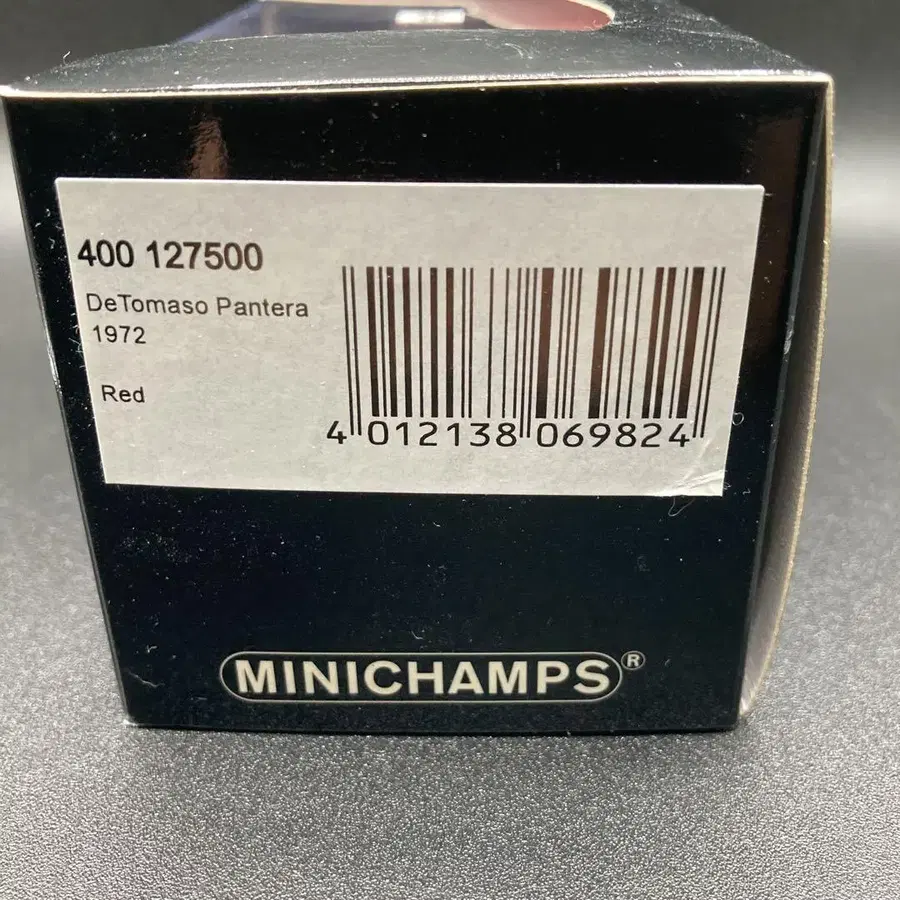 400 127500
DeTomaso Pantera
1972
Red
4 012138 069824
MINICHAMPS®